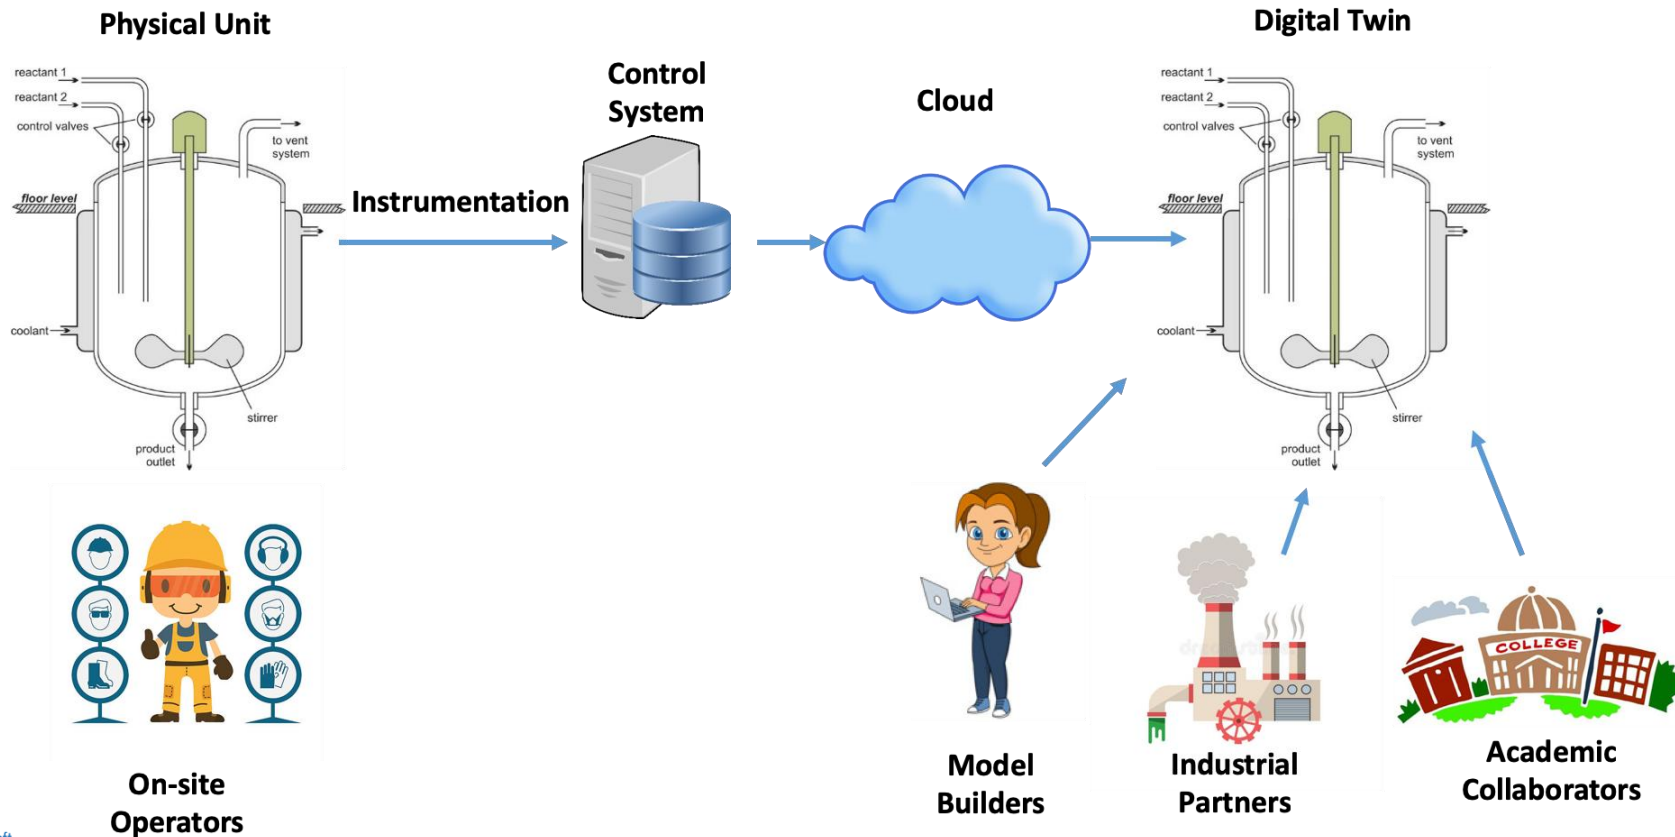 Physical Unit
Digital Twin
reactant 1
reactant 2
control valves
to vent
system
floor level
coolant
stirrer
product
outlet
Instrumentation
Control
System
Cloud
reactant 1
reactant 2
control valves
to vent
system
floor level
coolant
stirrer
product
outlet
On-site
Operators
Model
Builders
Industrial
Partners
COLLEGE
Academic
Collaborators